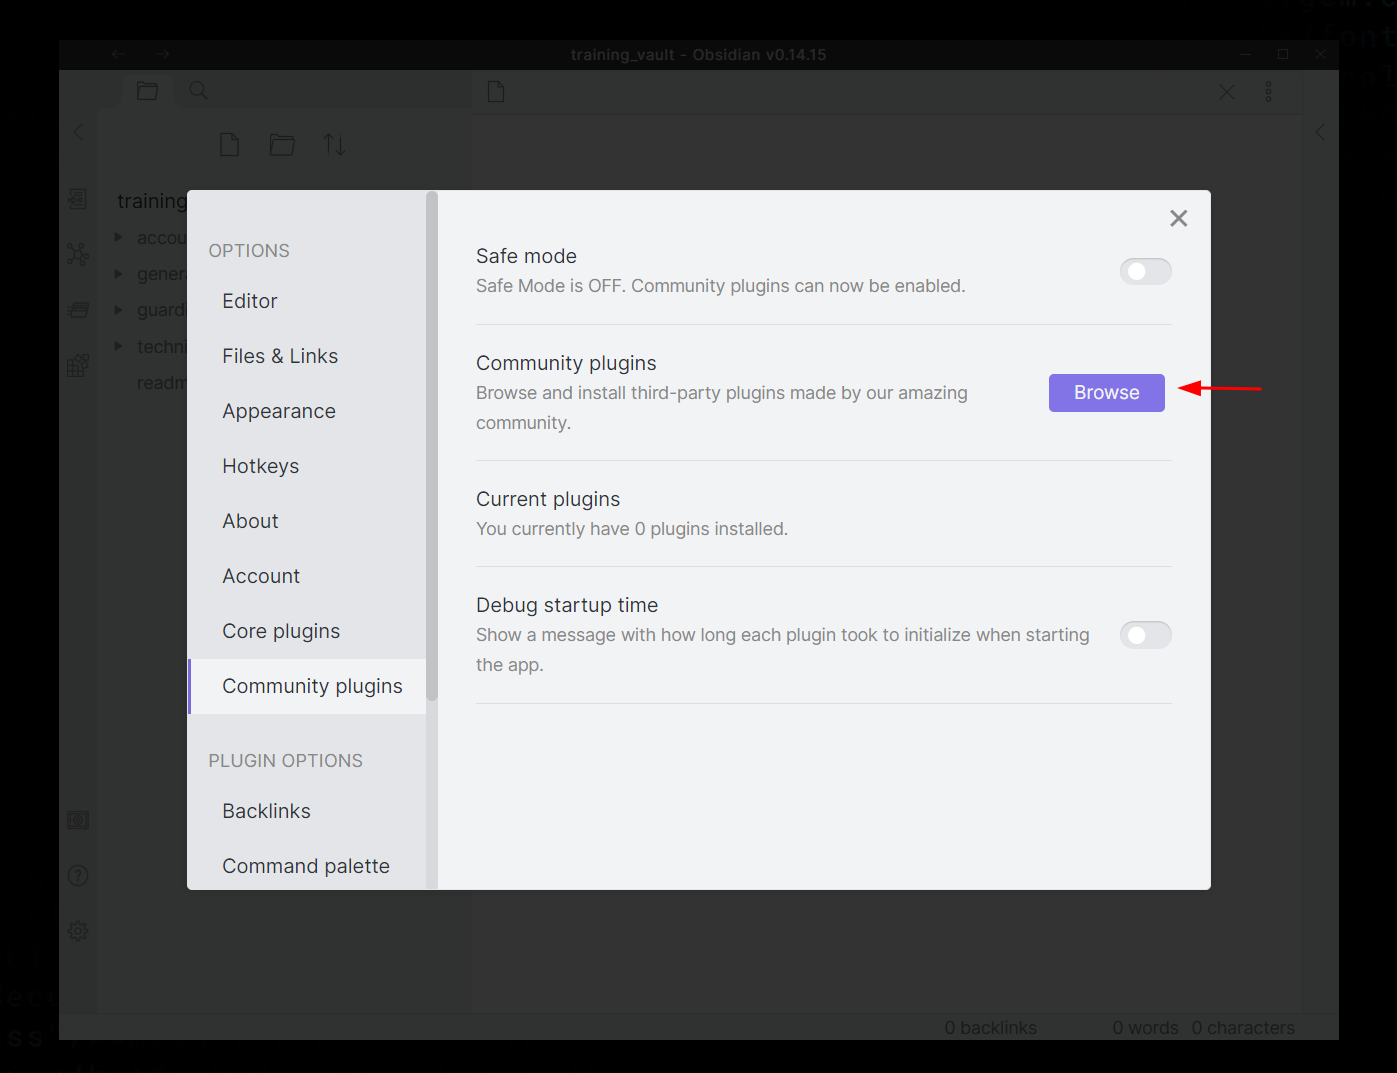 training_vault - Obsidian v0.14.15
training
accou
gener
guardi
techni
readm
OPTIONS
Editor
Files & Links
Appearance
Hotkeys
About
Account
Core plugins
Community plugins
PLUGIN OPTIONS
Backlinks
Command palette
Safe mode
Safe Mode is OFF. Community plugins can now be enabled.
Community plugins
Browse and install third-party plugins made by our amazing
community.
Browse
Current plugins
You currently have 0 plugins installed.
Debug startup time
Show a message with how long each plugin took to initialize when starting
the app.
0 backlinks
0 words
0 characters